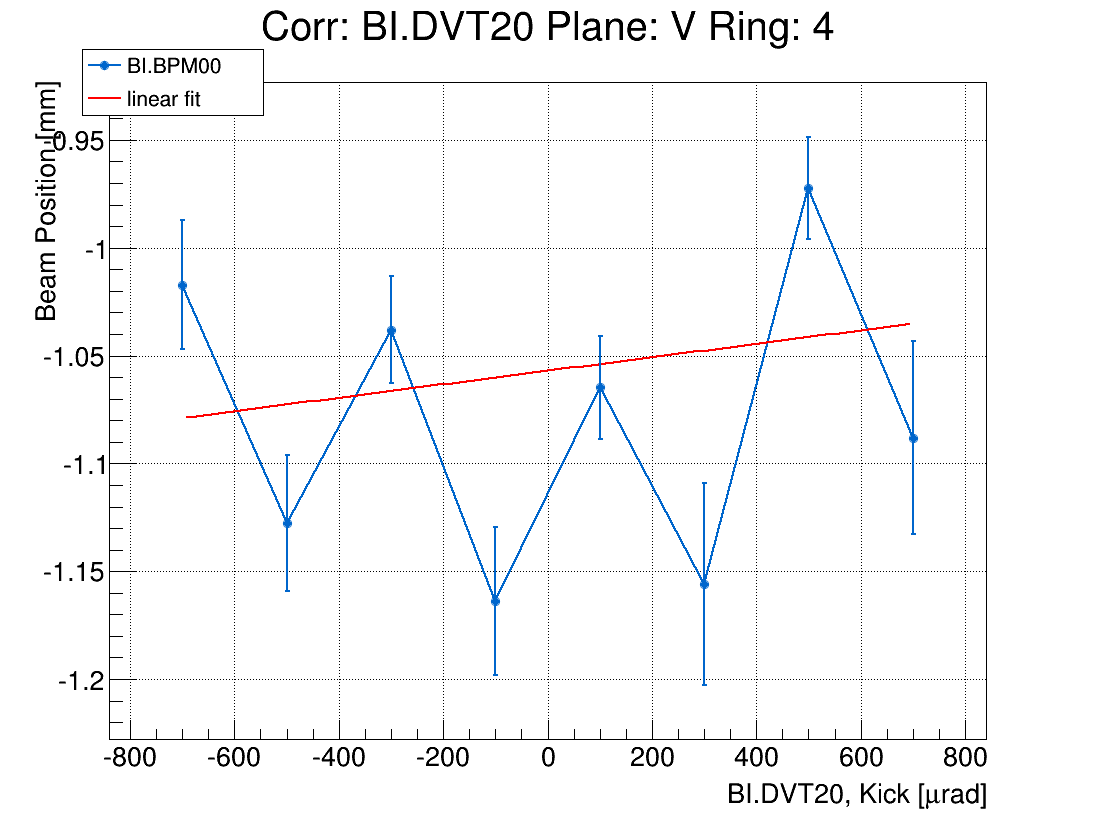 Corr: BI.DVT20 Plane: V Ring: 4
BI.BPM00
linear fit
Beam Position [mm]
-0.95
-1
-1.05
-1.1
-1.15
-1.2
-800 -600 -400 -200 0 200 400 600 800
BI.DVT20, Kick [μrad]